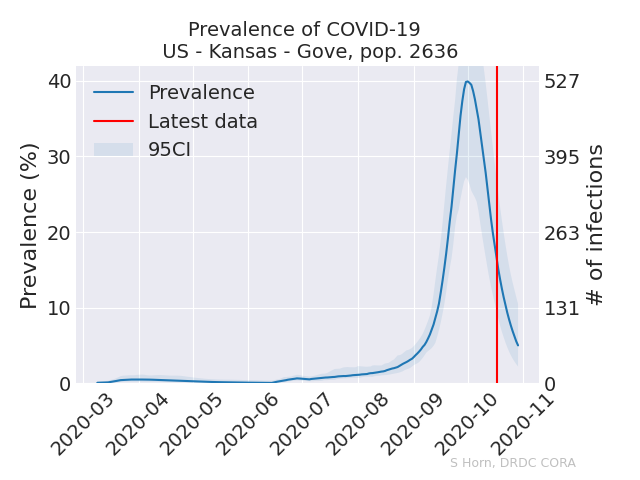 Prevalence of COVID-19
US - Kansas - Gove, pop. 2636
Prevalence
Latest data
95CI
Prevalence (%)
40
30
20
10
0
527
395
263
131
0
# of infections
2020-03
2020-04
2020-05
2020-06
2020-07
2020-08
2020-09
2020-10
2020-11
S Horn, DRDC CORA